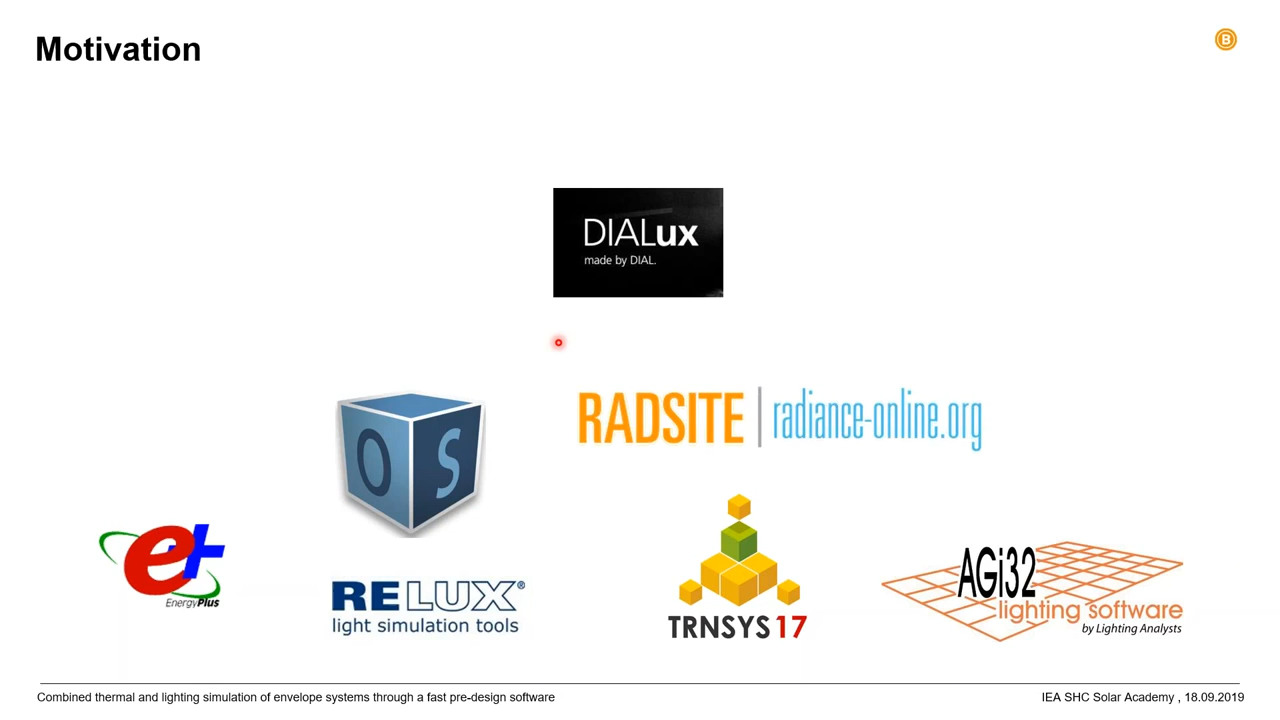 Motivation
B
DIALux
made by DIAL.
RADSITE | radiance-online.org
O S
e+
EnergyPlus
RELUX®
light simulation tools
TRNSYS 17
AGi32
lighting software
by Lighting Analysts
Combined thermal and lighting simulation of envelope systems through a fast pre-design software
IEA SHC Solar Academy , 18.09.2019